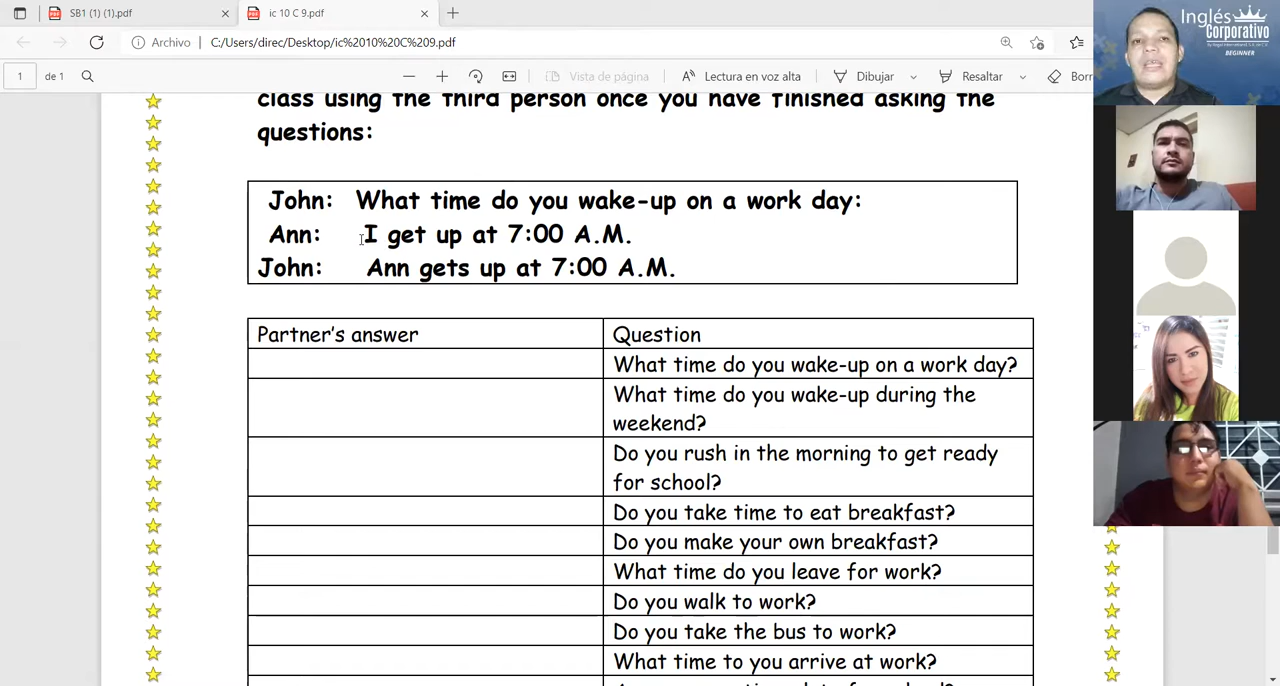 SB1 (1) (1).pdf
ic 10 C 9.pdf
Archivo
C:/Users/direc/Desktop/ic%2010%20C%209.pdf
1
de 1
Vista de página
Lectura en voz alta
Dibujar
Resaltar
Borr
Inglés
Corporativo
BEGINNER
class using the third person once you have finished asking the
questions:
John: What time do you wake-up on a work day:
Ann: I get up at 7:00 A.M.
John: Ann gets up at 7:00 A.M.
Partner's answer
Question
What time do you wake-up on a work day?
What time do you wake-up during the
weekend?
Do you rush in the morning to get ready
for school?
Do you take time to eat breakfast?
Do you make your own breakfast?
What time do you leave for work?
Do you walk to work?
Do you take the bus to work?
What time to you arrive at work?